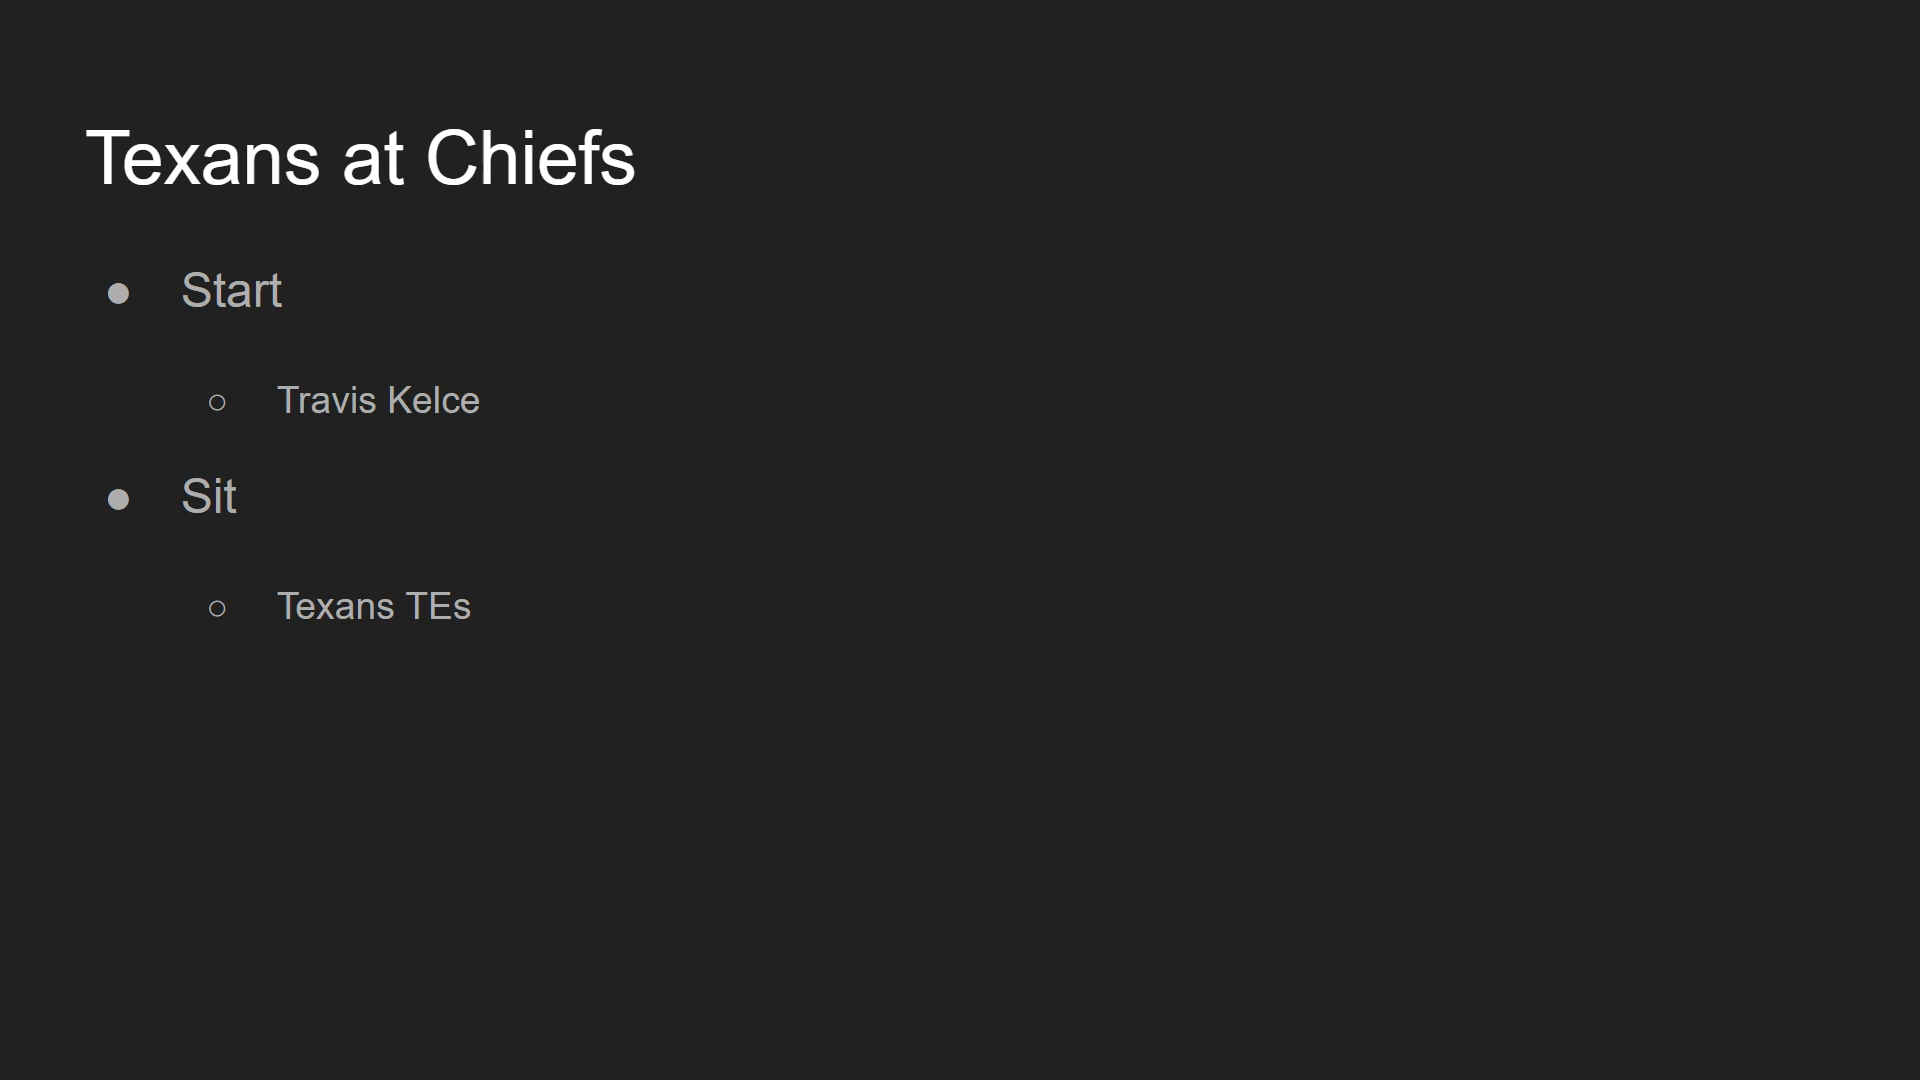 Texans at Chiefs
● Start
○ Travis Kelce
● Sit
○ Texans TEs